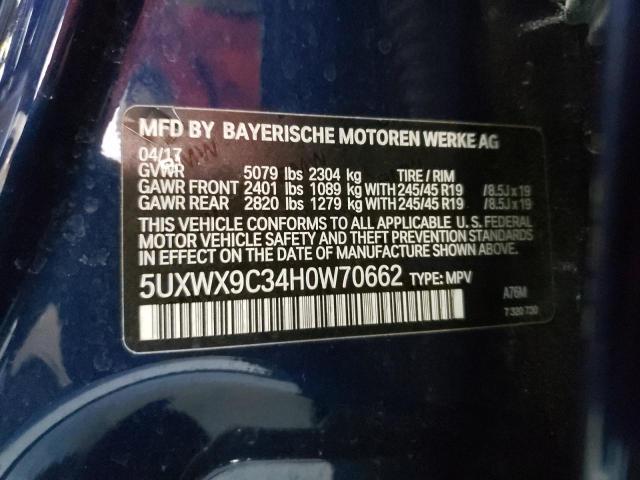 MFD BY BAYERISCHE MOTOREN WERKE AG
04/17
GVWR 5079 lbs 2304 kg TIRE / RIM
GAWR FRONT 2401 lbs 1089 kg WITH 245/45 R19 /8.5J x 19
GAWR REAR 2820 lbs 1279 kg WITH 245/45 R19 /8.5J x 19
THIS VEHICLE CONFORMS TO ALL APPLICABLE U.S. FEDERAL
MOTOR VEHICLE SAFETY AND THEFT PREVENTION STANDARDS
IN EFFECT ON THE DATE OF MANUFACTURE SHOWN ABOVE.
5UXWX9C34H0W70662 TYPE: MPV
A76M
7 320 730